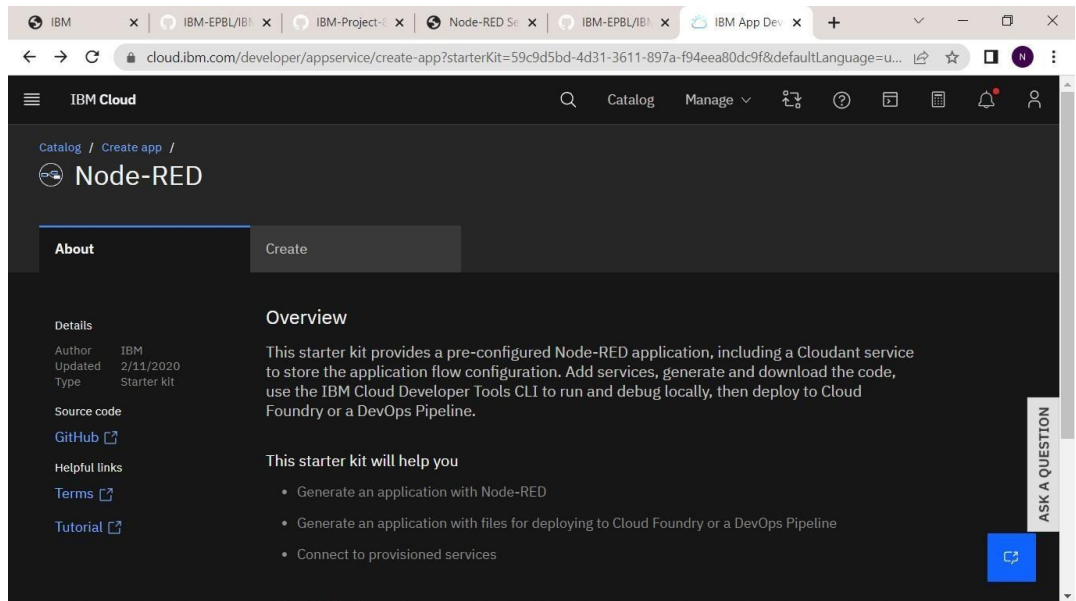 IBM
IBM-EPBL/IBM
IBM-Project-8
Node-RED Se
IBM-EPBL/IBM
IBM App Dev
cloud.ibm.com/developer/appservice/create-app?starterKit=59c9d5bd-4d31-3611-897a-f94eea80dc9f&defaultLanguage=u...
N
IBM Cloud
Catalog
Manage
Catalog / Create app /
Node-RED
About
Create
Details
Author IBM
Updated 2/11/2020
Type Starter kit
Source code
GitHub
Helpful links
Terms
Tutorial
Overview
This starter kit provides a pre-configured Node-RED application, including a Cloudant service
to store the application flow configuration. Add services, generate and download the code,
use the IBM Cloud Developer Tools CLI to run and debug locally, then deploy to Cloud
Foundry or a DevOps Pipeline.
This starter kit will help you
• Generate an application with Node-RED
• Generate an application with files for deploying to Cloud Foundry or a DevOps Pipeline
• Connect to provisioned services
ASK A QUESTION